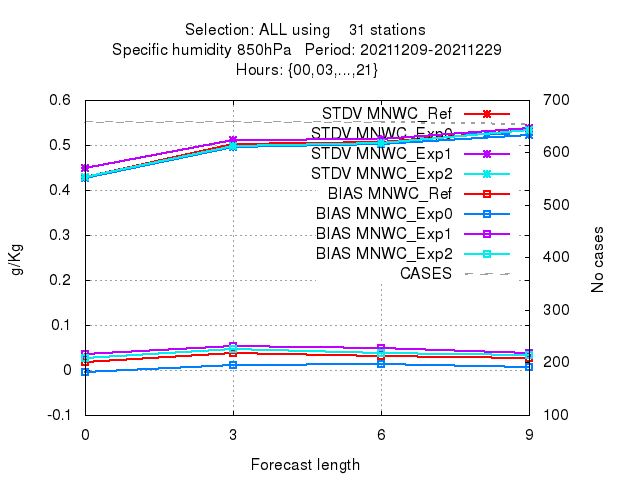 Selection: ALL using 31 stations
Specific humidity 850hPa Period: 20211209-20211229
Hours: {00,03,...,21}
0.6
0.5
0.4
0.3
0.2
0.1
0
-0.1
g/Kg
STDV MNWC_Ref
STDV MNWC_Exp0
STDV MNWC_Exp1
STDV MNWC_Exp2
BIAS MNWC_Ref
BIAS MNWC_Exp0
BIAS MNWC_Exp1
BIAS MNWC_Exp2
CASES
700
600
500
400
300
200
100
No cases
0 3 6 9
Forecast length